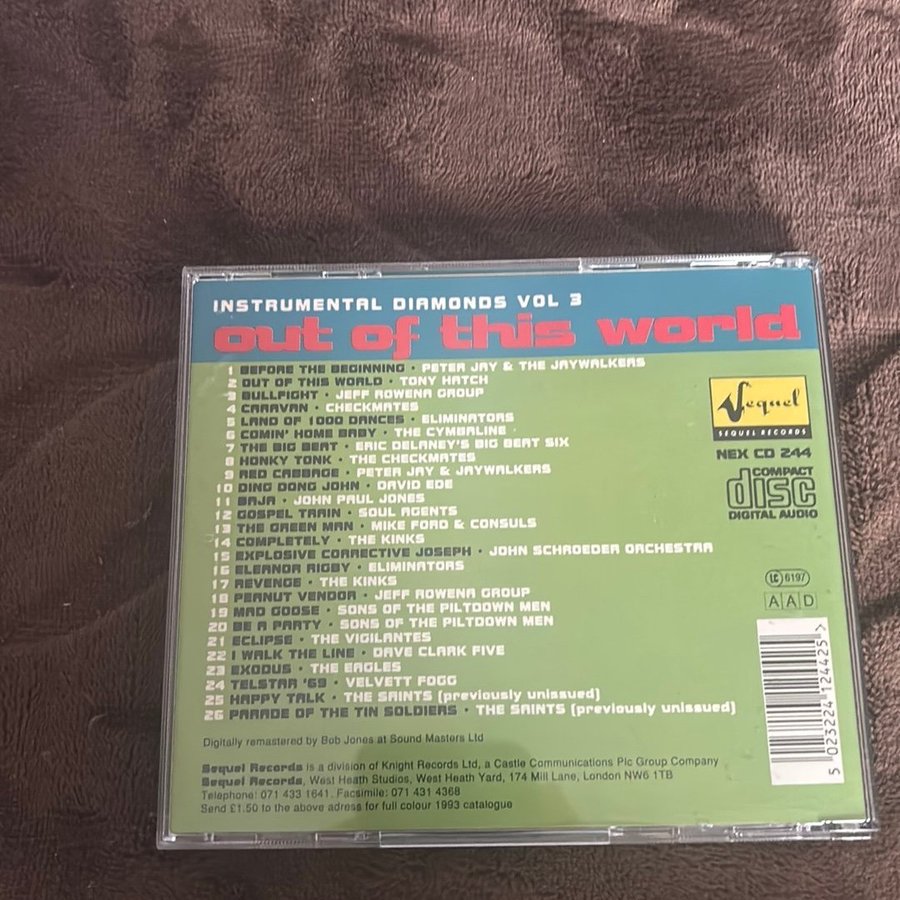 INSTRUMENTAL DIAMONDS VOL 3
out of this world
1 BEFORE THE BEGINNING · PETER JAY & THE JAYWALKERS
2 OUT OF THIS WORLD · TONY HATCH
3 BULLFIGHT · JEFF ROWENA GROUP
4 CARAVAN · CHECKMATES
5 LAND OF 1000 DANCES · ELIMINATORS
6 COMIN' HOME BABY · THE CYMBALINE
7 THE BIG BEAT · ERIC DELANEY'S BIG BEAT SIX
8 HONKY TONK · THE CHECKMATES
9 RED CABBAGE · PETER JAY & JAYWALKERS
10 DING DONG JOHN · DAVID EDE
11 BAJA · JOHN PAUL JONES
12 GOSPEL TRAIN · SOUL AGENTS
13 THE GREEN MAN · MIKE FORD & CONSULS
14 COMPLETELY · THE KINKS
15 EXPLOSIVE CORRECTIVE JOSEPH · JOHN SCHROEDER ORCHESTRA
16 ELEANOR RIGBY · ELIMINATORS
17 REVENGE · THE KINKS
18 PEANUT VENDOR · JEFF ROWENA GROUP
19 MAD GOOSE · SONS OF THE PILTDOWN MEN
20 BE A PARTY · SONS OF THE PILTDOWN MEN
21 ECLIPSE · THE VIGILANTES
22 I WALK THE LINE · DAVE CLARK FIVE
23 EXODUS · THE EAGLES
24 TELSTAR '69 · VELVETT FOGG
25 HAPPY TALK · THE SAINTS (previously unissued)
26 PARADE OF THE TIN SOLDIERS · THE SAINTS (previously unissued)
Sequel
SEQUEL RECORDS
NEX CD 244
COMPACT
disc
DIGITAL AUDIO
LC 6197
A A D
5 023224 124425 >
Digitally remastered by Bob Jones at Sound Masters Ltd
Sequel Records is a division of Knight Records Ltd, a Castle Communications Plc Group Company
Sequel Records, West Heath Studios, West Heath Yard, 174 Mill Lane, London NW6 1TB
Telephone: 071 433 1641. Facsimile: 071 431 4368
Send £1.50 to the above adress for full colour 1993 catalogue